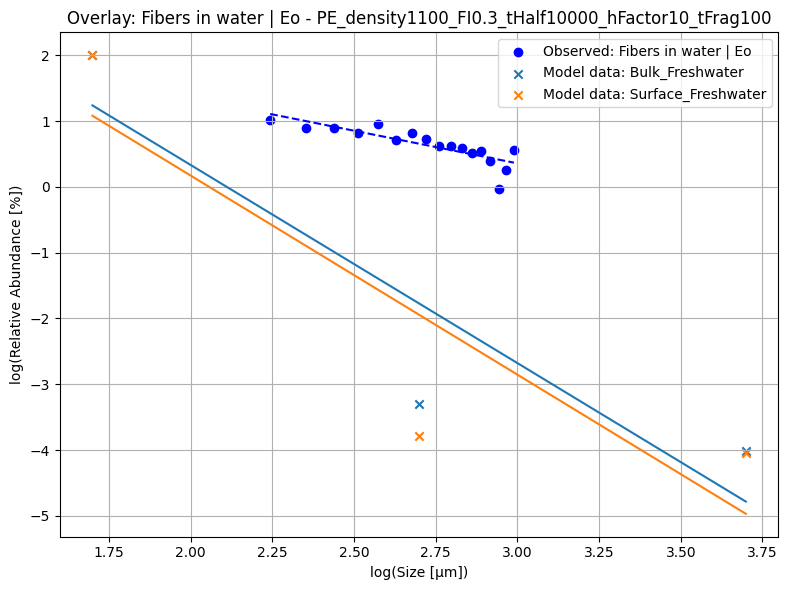 Overlay: Fibers in water | Eo - PE_density1100_FI0.3_tHalf10000_hFactor10_tFrag100
Observed: Fibers in water | Eo
Model data: Bulk_Freshwater
Model data: Surface_Freshwater
log(Relative Abundance [%])
2
1
0
−1
−2
−3
−4
−5
1.75 2.00 2.25 2.50 2.75 3.00 3.25 3.50 3.75
log(Size [µm])